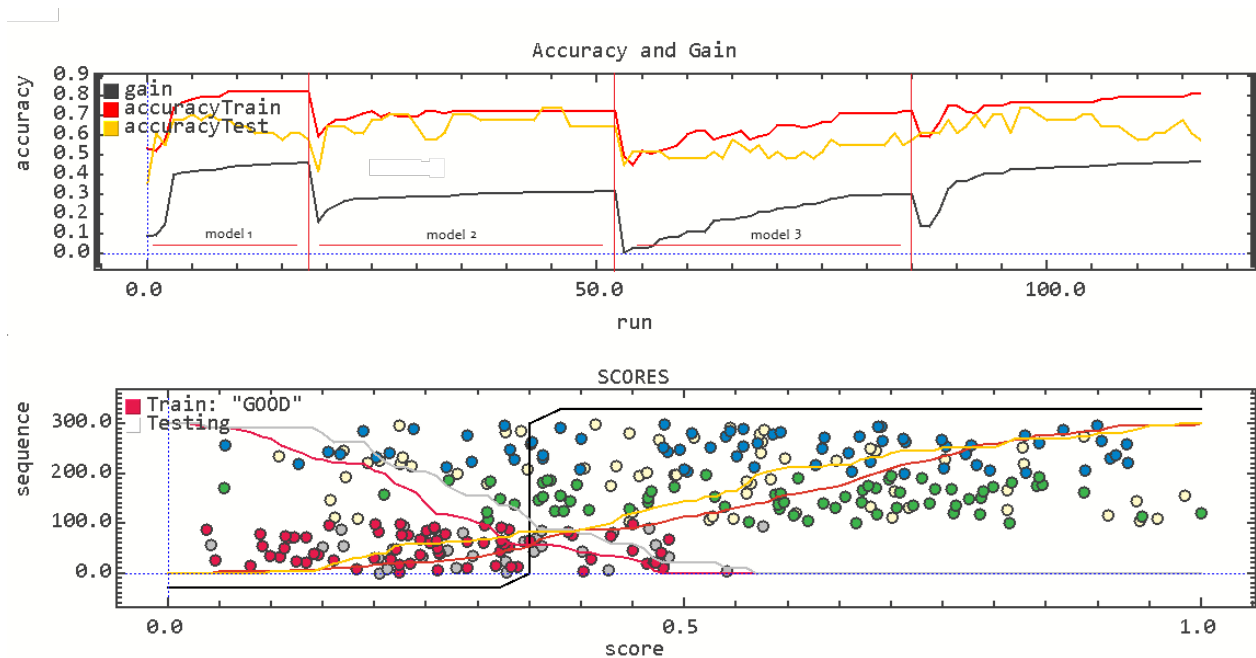 Accuracy and Gain
accuracy
0.9
0.8
0.7
0.6
0.5
0.4
0.3
0.2
0.1
0.0
gain
accuracyTrain
accuracyTest
model 1
model 2
model 3
0.0
50.0
100.0
run
SCORES
sequence
300.0
200.0
100.0
0.0
Train: "GOOD"
Testing
0.0
0.5
1.0
score